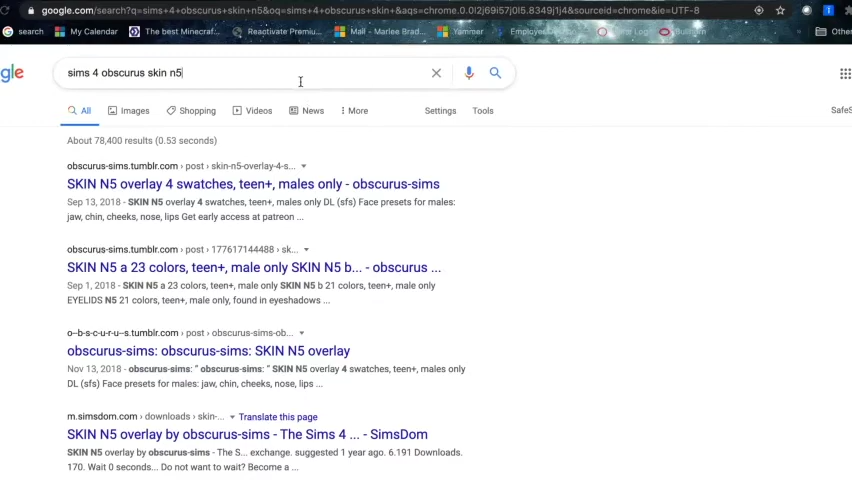 google.com/search?q=sims+4+obscurus+skin+n5&oq=sims+4+obscurus+skin+&aqs=chrome.0.0l2j69i57j0l5.8349j1j4&sourceid=chrome&ie=UTF-8
search My Calendar The best Minecraf... Reactivate Premiu... Mail - Marlee Brad... Yammer Othe
gle
sims 4 obscurus skin n5
All Images Shopping Videos News More Settings Tools SafeS
About 78,400 results (0.53 seconds)
obscurus-sims.tumblr.com › post › skin-n5-overlay-4-s...
SKIN N5 overlay 4 swatches, teen+, males only - obscurus-sims
Sep 13, 2018 - SKIN N5 overlay 4 swatches, teen+, males only DL (sfs) Face presets for males:
jaw, chin, cheeks, nose, lips Get early access at patreon ...
obscurus-sims.tumblr.com › post › 177617144488 › sk...
SKIN N5 a 23 colors, teen+, male only SKIN N5 b... - obscurus ...
Sep 1, 2018 - SKIN N5 a 23 colors, teen+, male only SKIN N5 b 21 colors, teen+, male only
EYELIDS N5 21 colors, teen+, male only, found in eyeshadows ...
o--b-s-c-u-r-u--s.tumblr.com › post › obscurus-sims-ob...
obscurus-sims: obscurus-sims: SKIN N5 overlay
Nov 13, 2018 - obscurus-sims: “ obscurus-sims: “ SKIN N5 overlay 4 swatches, teen+, males only
DL (sfs) Face presets for males: jaw, chin, cheeks, nose, lips ...
m.simsdom.com › downloads › skin-... Translate this page
SKIN N5 overlay by obscurus-sims - The Sims 4 ... - SimsDom
SKIN N5 overlay by obscurus-sims - The S... exchange. suggested 1 year ago. 6.191 Downloads.
170. Wait 0 seconds... Do not want to wait? Become a ...